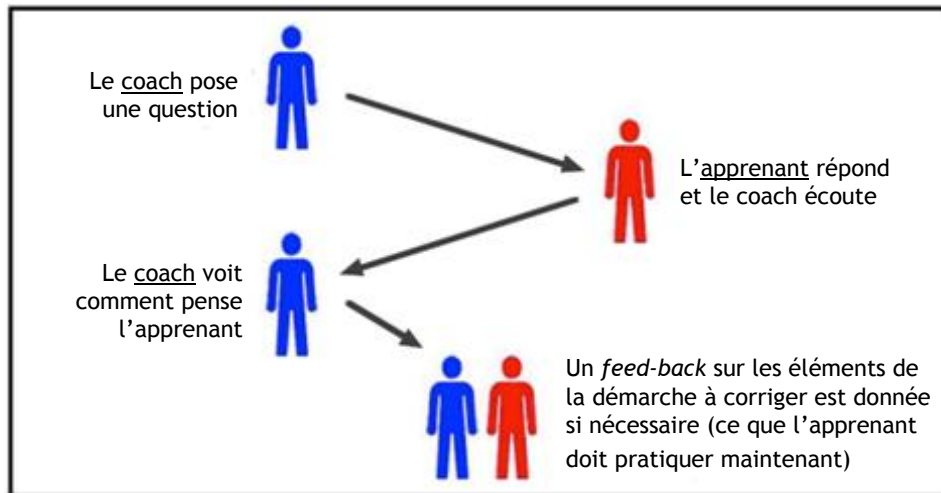 Le coach pose
une question
L’apprenant répond
et le coach écoute
Le coach voit
comment pense
l’apprenant
Un feed-back sur les éléments de
la démarche à corriger est donnée
si nécessaire (ce que l’apprenant
doit pratiquer maintenant)